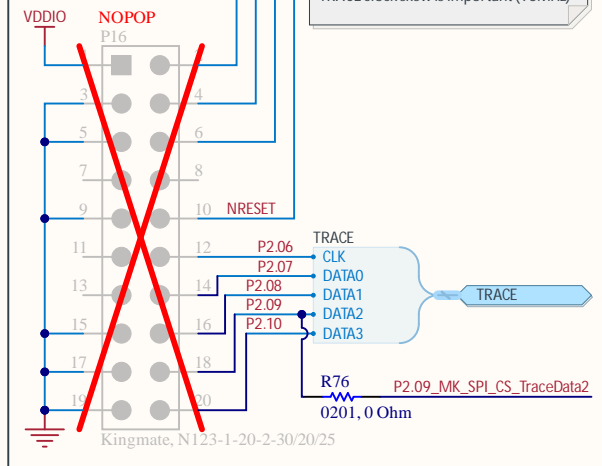 VDDIO
NOPOP
P16
3
4
5
6
7
8
9
10
NRESET
11
12
P2.06
TRACE
CLK
13
14
P2.07
DATA0
P2.08
DATA1
TRACE
15
16
P2.09
DATA2
P2.10
DATA3
17
18
19
20
R76
P2.09_MK_SPI_CS_TraceData2
0201, 0 Ohm
Kingmate, N123-1-20-2-30/20/25